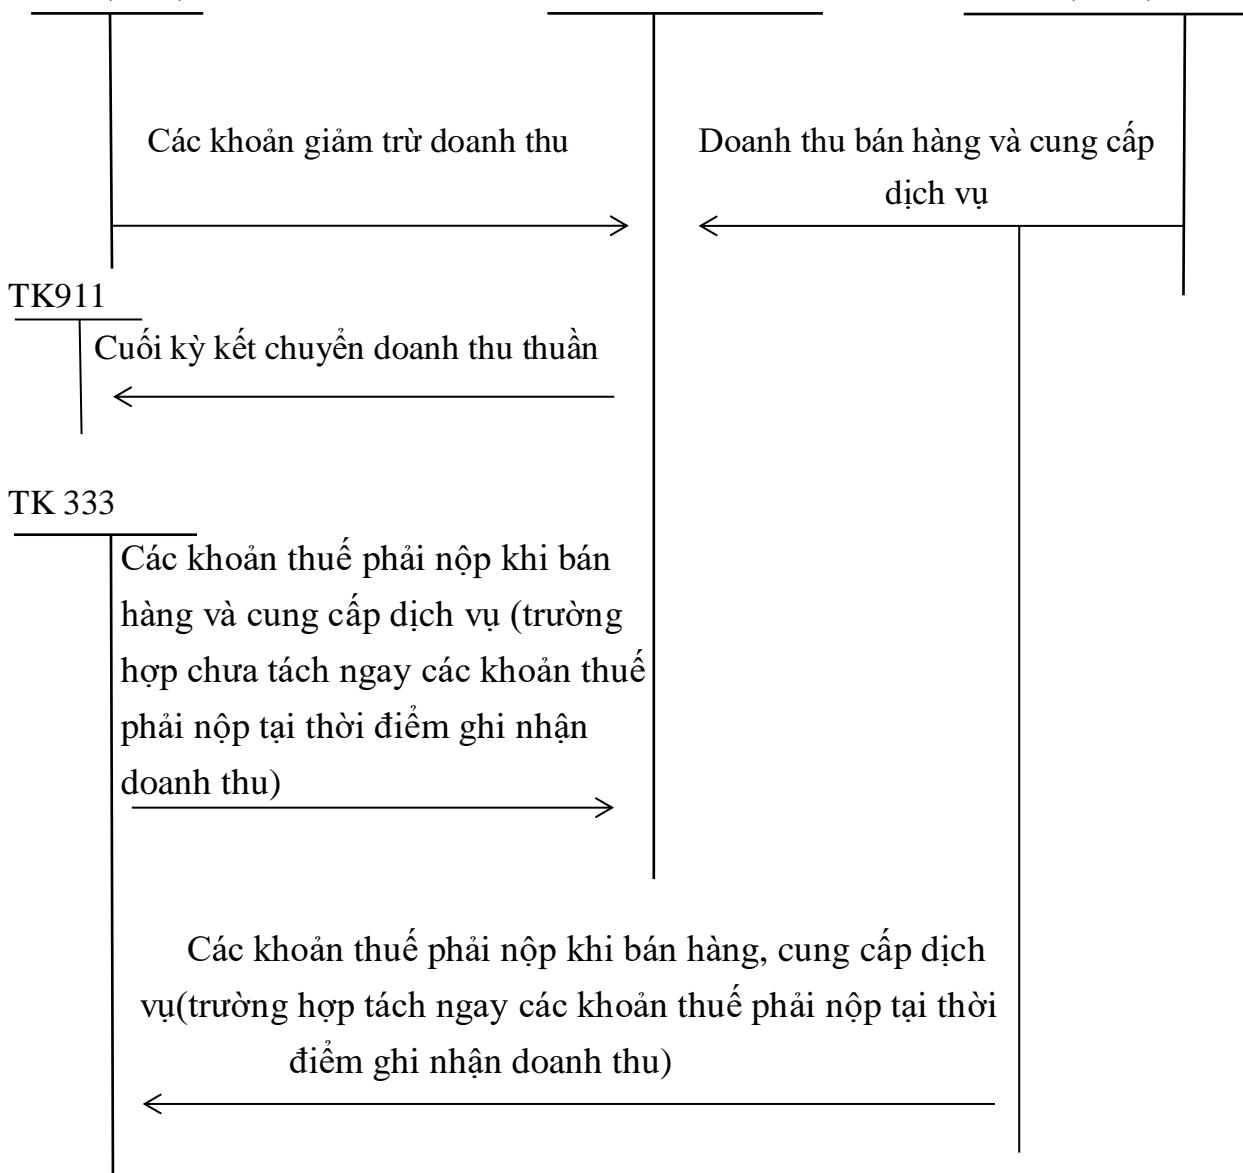 Các khoản giảm trừ doanh thu
Doanh thu bán hàng và cung cấp
dịch vụ
TK911
Cuối kỳ kết chuyển doanh thu thuần
TK 333
Các khoản thuế phải nộp khi bán
hàng và cung cấp dịch vụ (trường
hợp chưa tách ngay các khoản thuế
phải nộp tại thời điểm ghi nhận
doanh thu)
Các khoản thuế phải nộp khi bán hàng, cung cấp dịch
vụ(trường hợp tách ngay các khoản thuế phải nộp tại thời
điểm ghi nhận doanh thu)